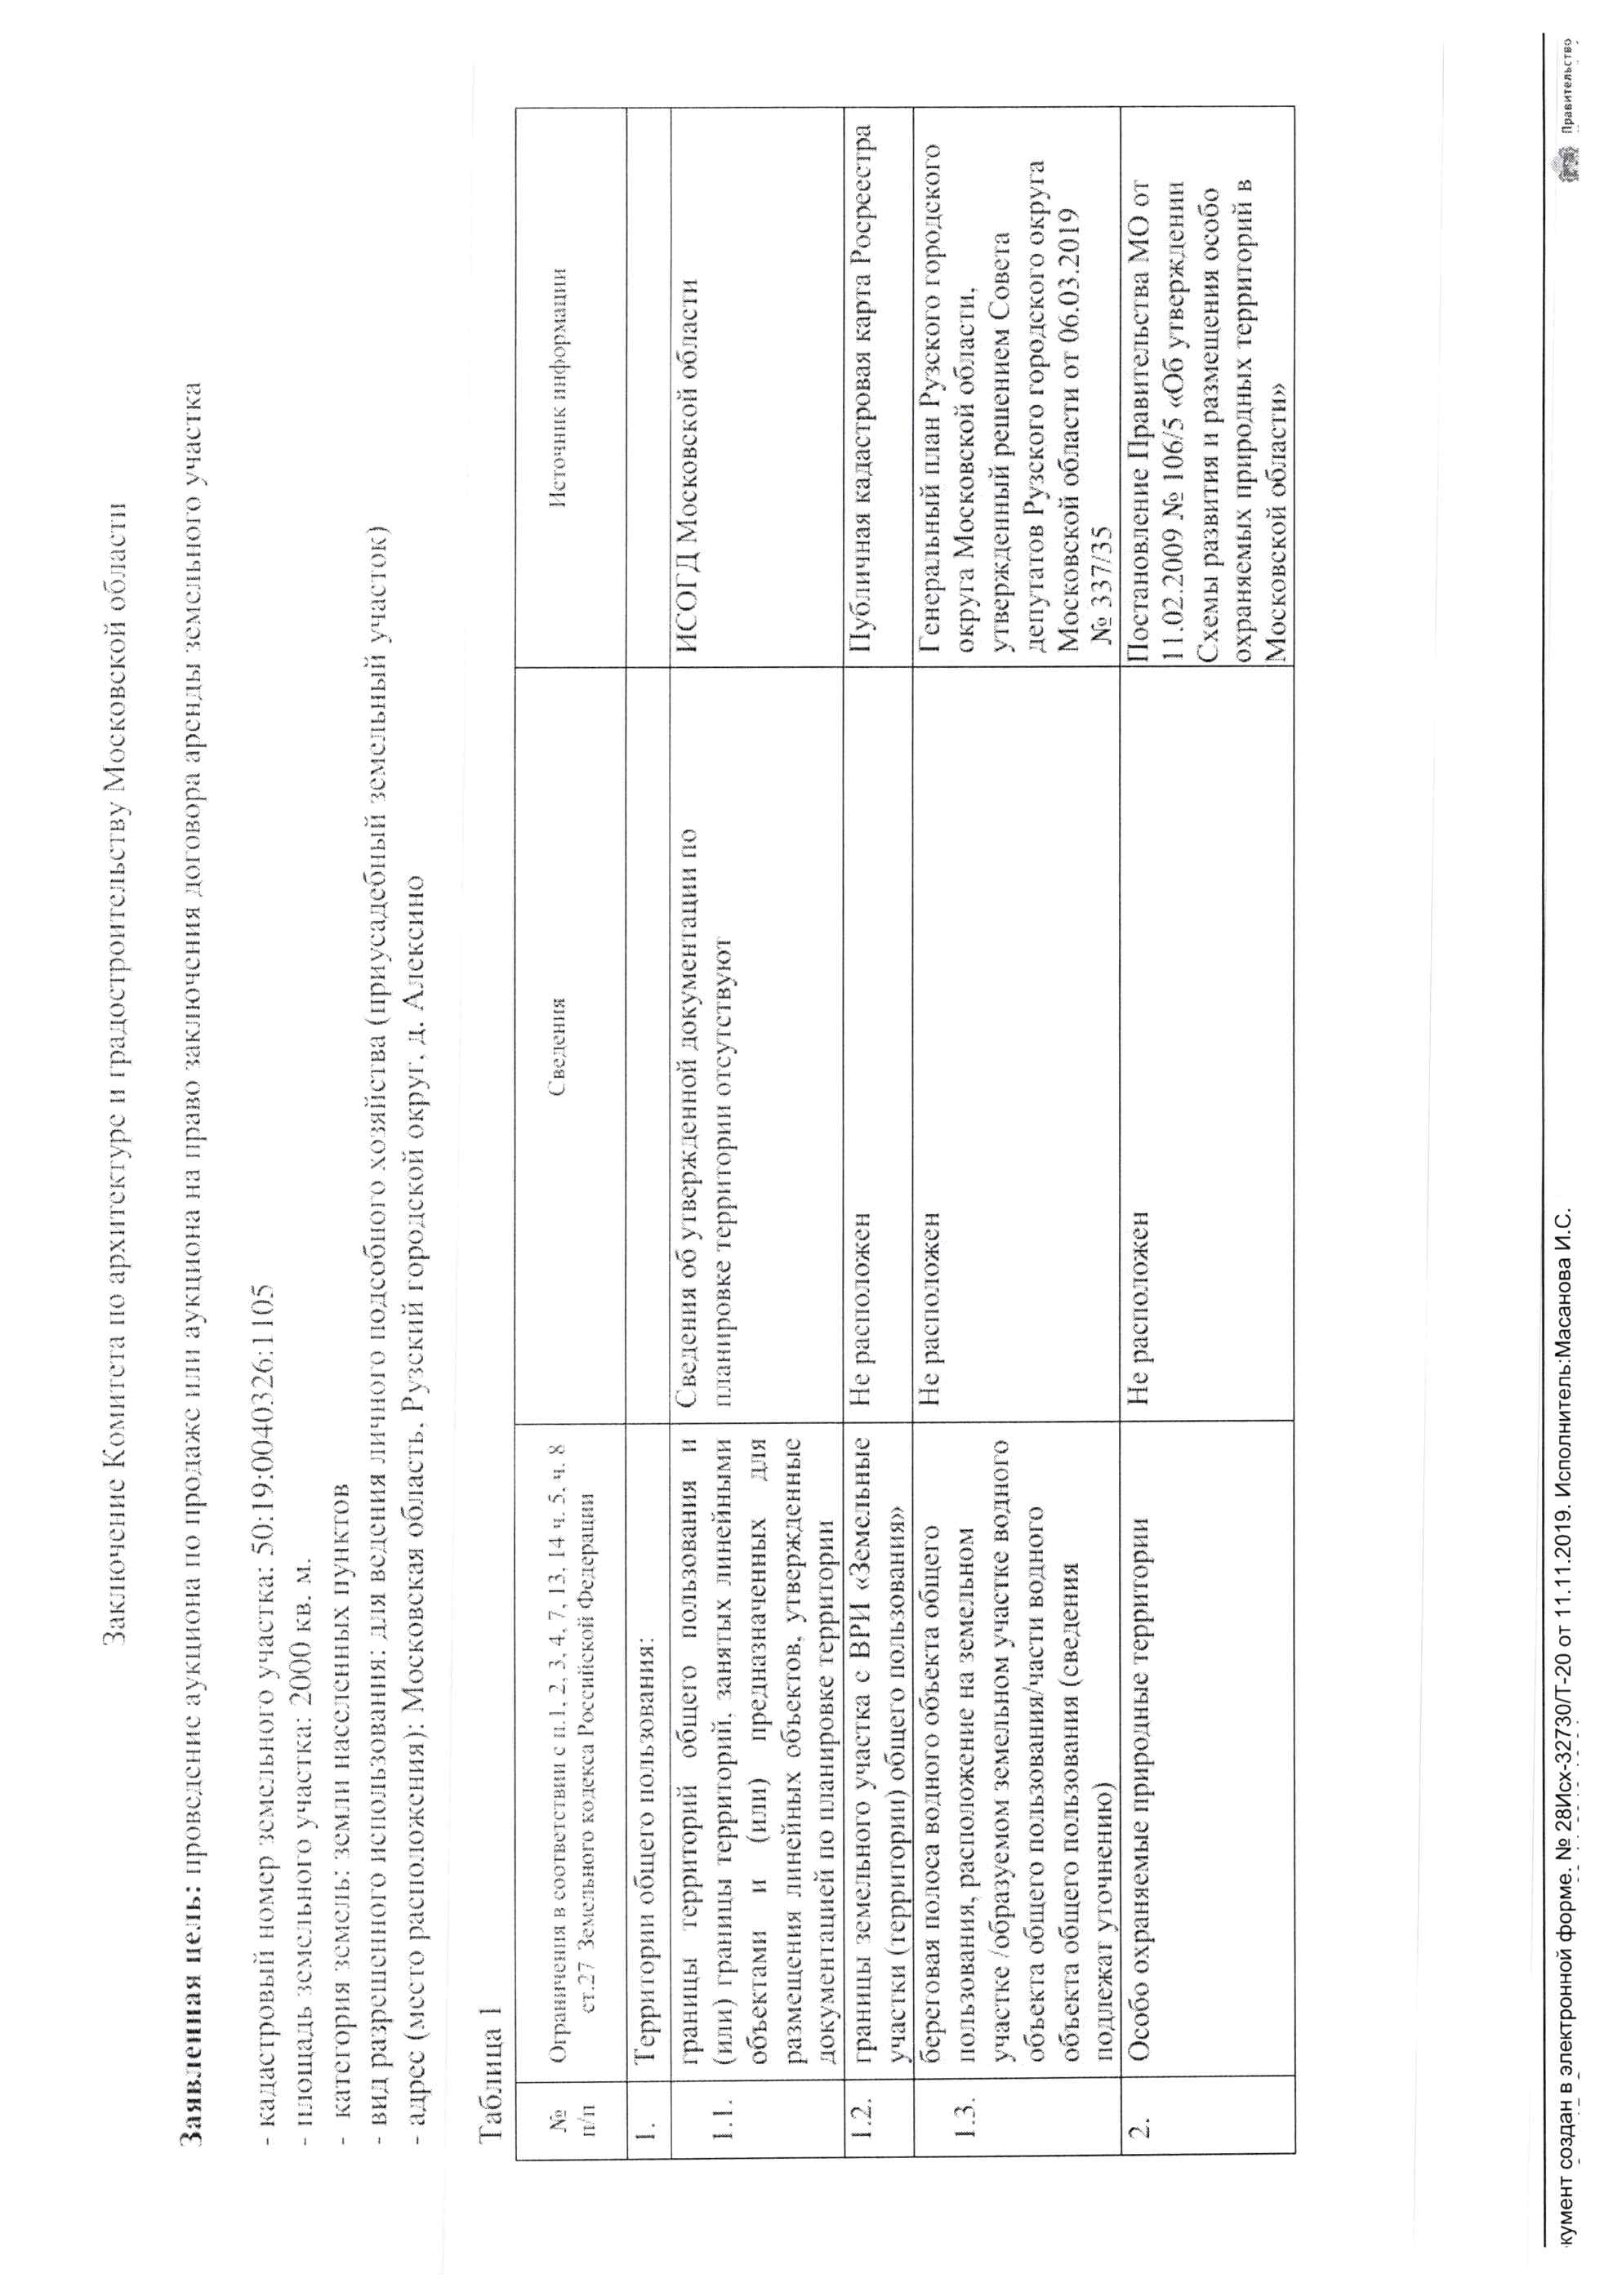 Заключение Комитета по архитектуре и градостроительству Московской области
Заявленная цель: проведение аукциона по продаже или аукциона на право заключения договора аренды земельного участка
- кадастровый номер земельного участка: 50:19:0040326:1105
- площадь земельного участка: 2000 кв. м.
- категория земель: земли населенных пунктов
- вид разрешенного использования: для ведения личного подсобного хозяйства (приусадебный земельный участок)
- адрес (место расположения): Московская область, Рузский городской округ, д. Алексино
Таблица 1
№
п/п
Ограничения в соответствии с п.1, 2, 3, 4, 7, 13, 14 ч. 5, ч. 8
ст.27 Земельного кодекса Российской Федерации
Сведения
Источник информации
1.
Территории общего пользования:
1.1.
границы территорий общего пользования и
(или) границы территорий, занятых линейными
объектами и (или) предназначенных для
размещения линейных объектов, утвержденные
документацией по планировке территории
Сведения об утвержденной документации по
планировке территории отсутствуют
ИСОГД Московской области
1.2.
границы земельного участка с ВРИ «Земельные
участки (территории) общего пользования»
Не расположен
Публичная кадастровая карта Росреестра
1.3.
береговая полоса водного объекта общего
пользования, расположение на земельном
участке /образуемом земельном участке водного
объекта общего пользования/части водного
объекта общего пользования (сведения
подлежат уточнению)
Не расположен
Генеральный план Рузского городского
округа Московской области,
утвержденный решением Совета
депутатов Рузского городского округа
Московской области от 06.03.2019
№ 337/35
2.
Особо охраняемые природные территории
Не расположен
Постановление Правительства МО от
11.02.2009 № 106/5 «Об утверждении
Схемы развития и размещения особо
охраняемых природных территорий в
Московской области»
кумент создан в электронной форме. № 28Исх-32730/Т-20 от 11.11.2019. Исполнитель:Масанова И.С.
Правительство